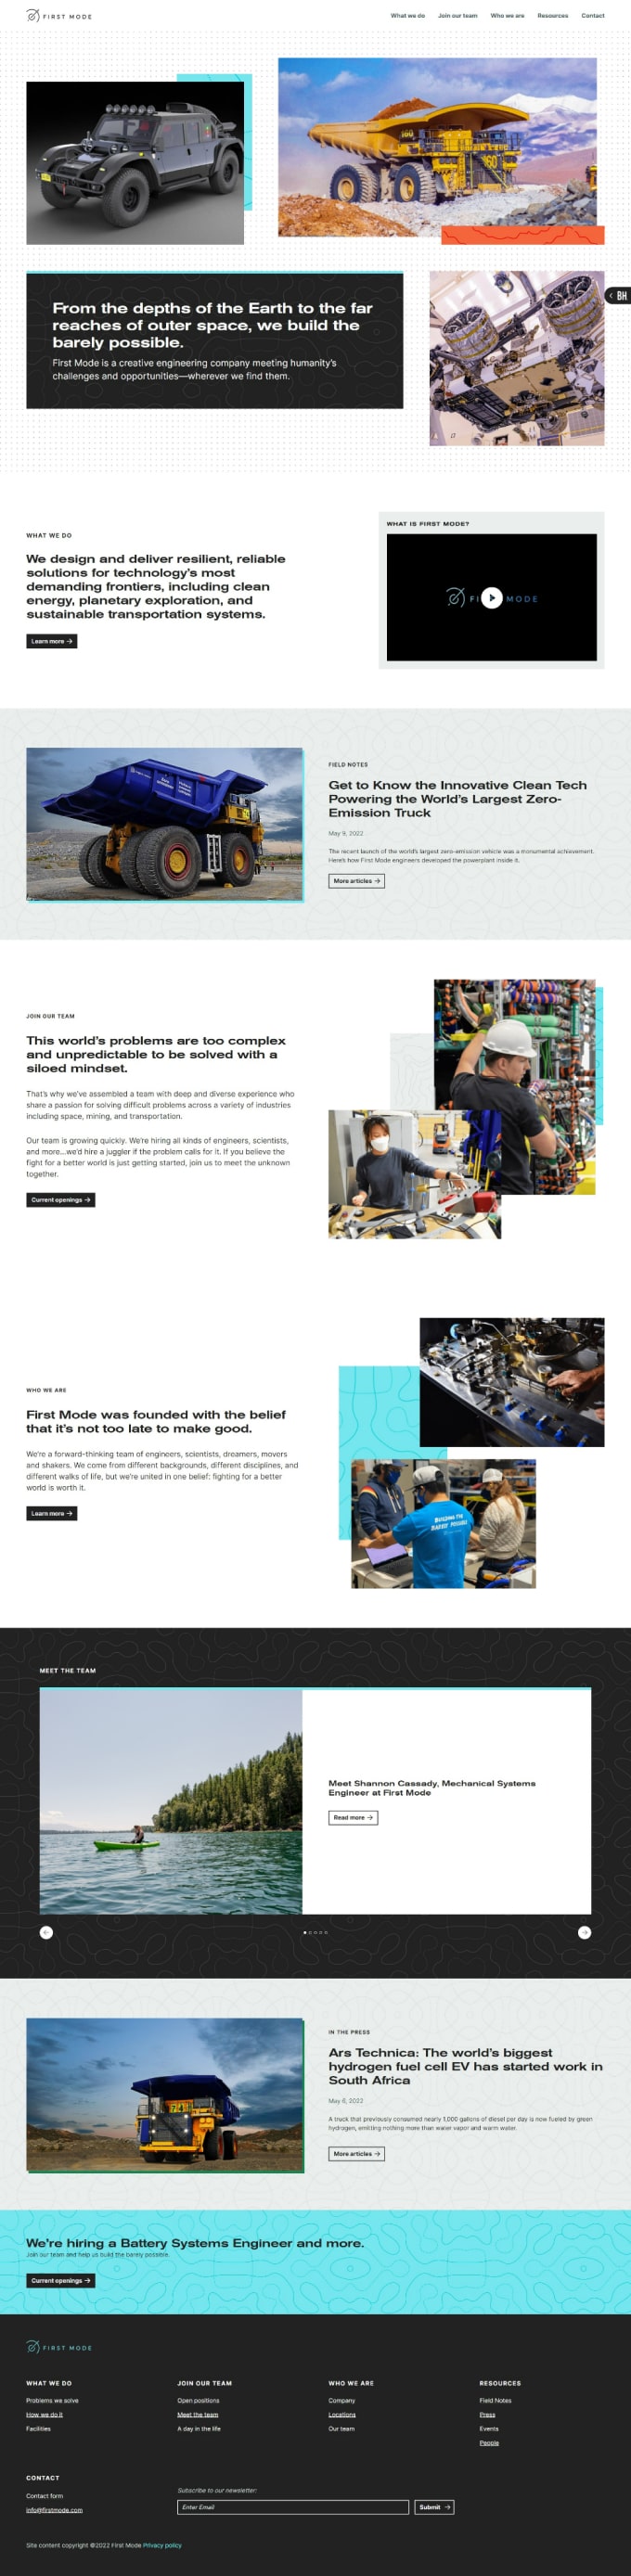 FIRST MODE
What we do Join our team Who we are Resources Contact
160
160
From the depths of the Earth to the far
reaches of outer space, we build the
barely possible.
First Mode is a creative engineering company meeting humanity's
challenges and opportunities—wherever we find them.
BH
WHAT WE DO
We design and deliver resilient, reliable
solutions for technology's most
demanding frontiers, including clean
energy, planetary exploration, and
sustainable transportation systems.
Learn more →
WHAT IS FIRST MODE?
FI MODE
FIELD NOTES
Get to Know the Innovative Clean Tech
Powering the World's Largest Zero-
Emission Truck
May 9, 2022
The recent launch of the world's largest zero-emission vehicle was a monumental achievement.
Here's how First Mode engineers developed the powerplant inside it.
More articles →
JOIN OUR TEAM
This world's problems are too complex
and unpredictable to be solved with a
siloed mindset.
That's why we've assembled a team with deep and diverse experience who
share a passion for solving difficult problems across a variety of industries
including space, mining, and transportation.
Our team is growing quickly. We're hiring all kinds of engineers, scientists,
and more...we'd hire a juggler if the problem calls for it. If you believe the
fight for a better world is just getting started, join us to meet the unknown
together.
Current openings →
WHO WE ARE
First Mode was founded with the belief
that it's not too late to make good.
We're a forward-thinking team of engineers, scientists, dreamers, movers
and shakers. We come from different backgrounds, different disciplines, and
different walks of life, but we're united in one belief: fighting for a better
world is worth it.
Learn more →
BUILDING THE
BARELY POSSIBLE
MEET THE TEAM
Meet Shannon Cassady, Mechanical Systems
Engineer at First Mode
Read more →
IN THE PRESS
Ars Technica: The world's biggest
hydrogen fuel cell EV has started work in
South Africa
May 6, 2022
A truck that previously consumed nearly 1,000 gallons of diesel per day is now fueled by green
hydrogen, emitting nothing more than water vapor and warm water.
More articles →
We're hiring a Battery Systems Engineer and more.
Join our team and help us build the barely possible.
Current openings →
FIRST MODE
WHAT WE DO
Problems we solve
How we do it
Facilities
JOIN OUR TEAM
Open positions
Meet the team
A day in the life
WHO WE ARE
Company
Locations
Our team
RESOURCES
Field Notes
Press
Events
People
CONTACT
Contact form
info@firstmode.com
Subscribe to our newsletter:
Enter Email
Submit →
Site content copyright ©2022 First Mode Privacy policy